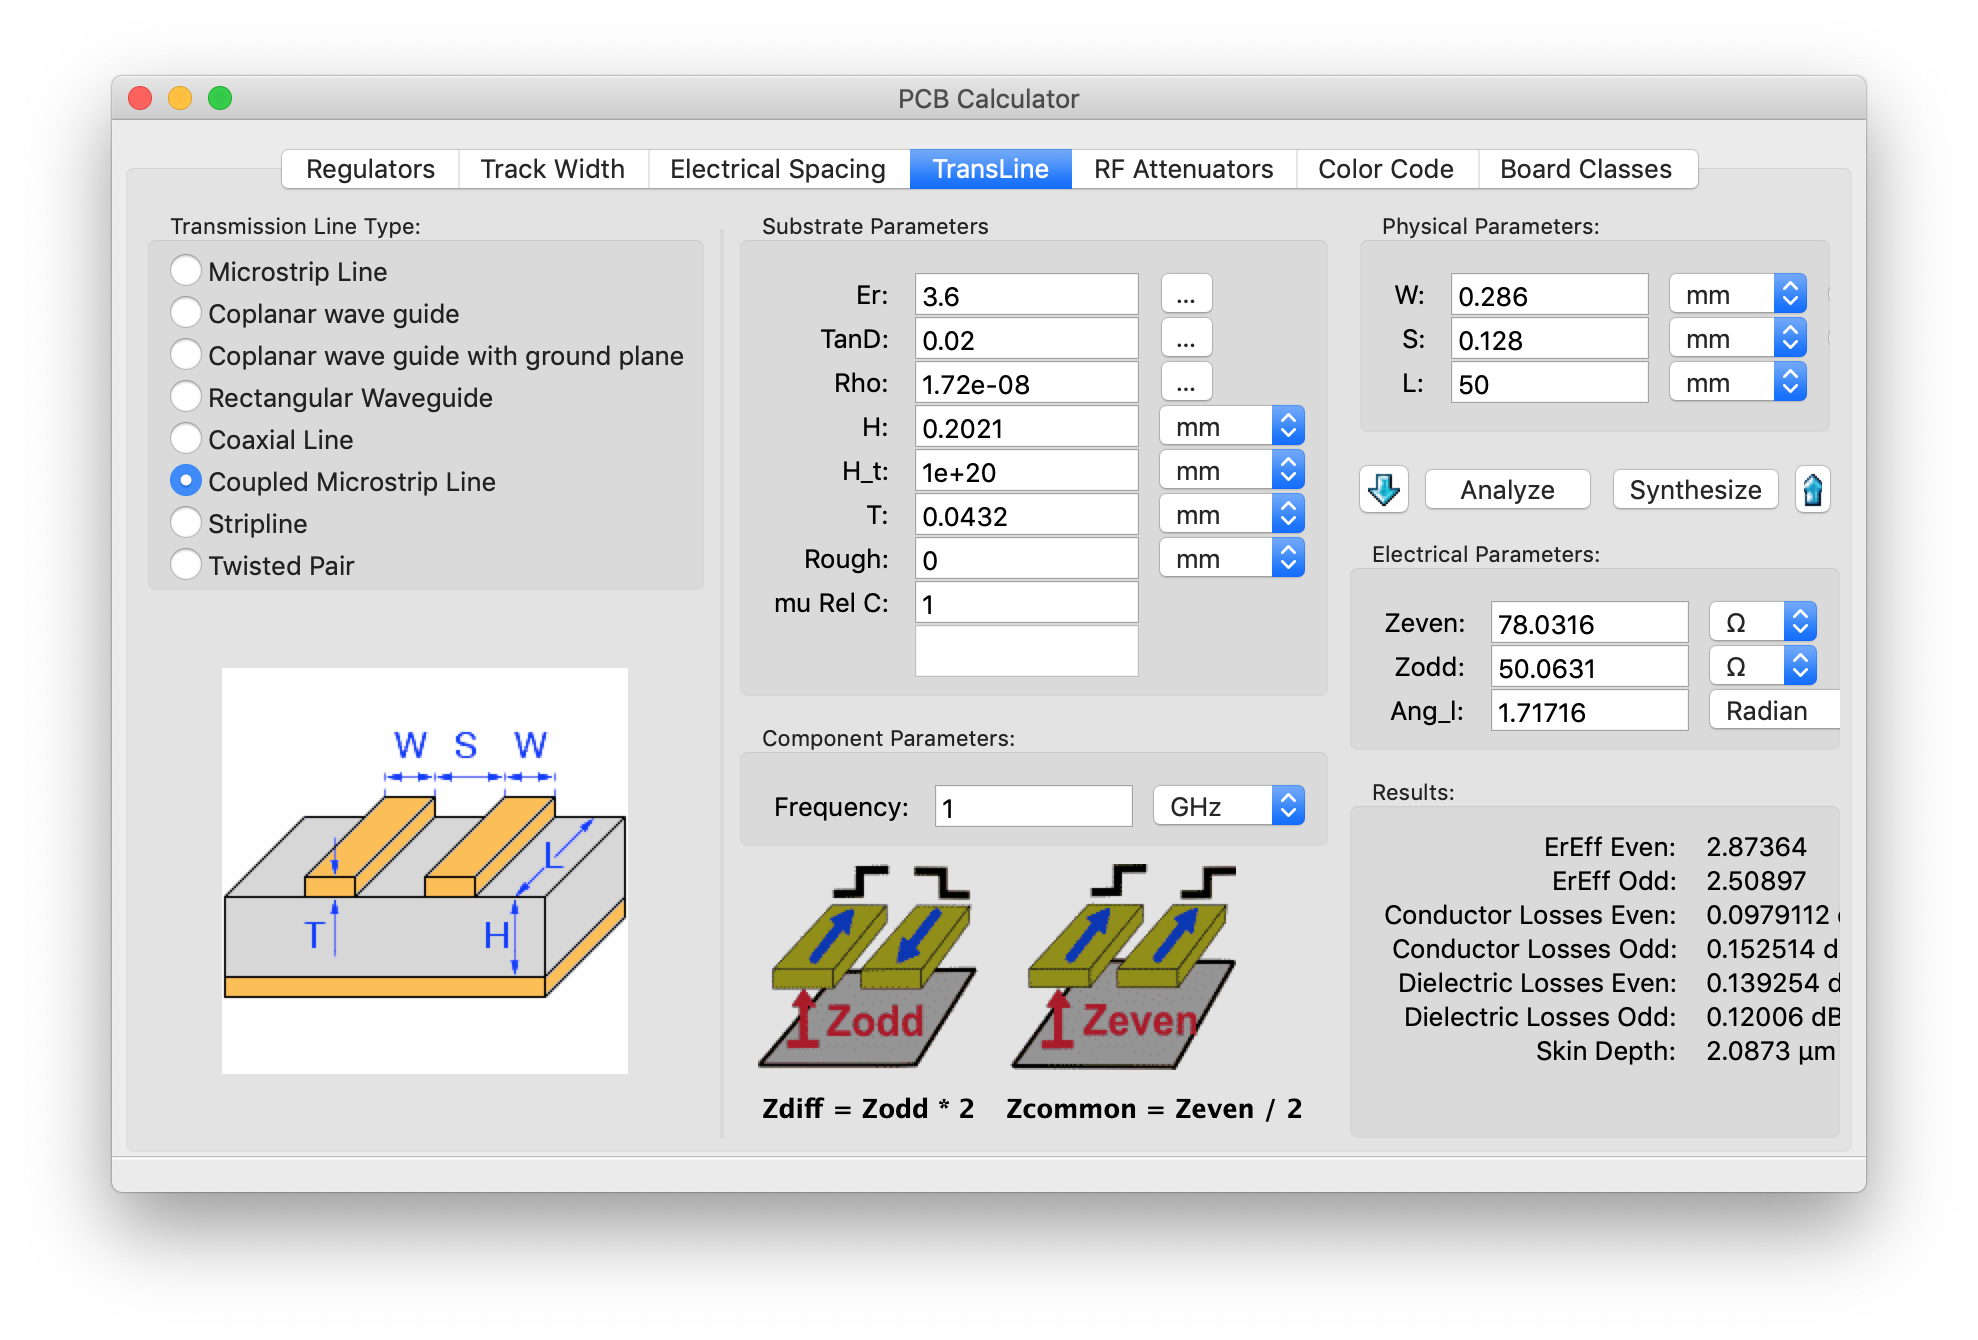 PCB Calculator
Regulators Track Width Electrical Spacing TransLine RF Attenuators Color Code Board Classes
Transmission Line Type:
Microstrip Line
Coplanar wave guide
Coplanar wave guide with ground plane
Rectangular Waveguide
Coaxial Line
Coupled Microstrip Line
Stripline
Twisted Pair
W S W
L
T H
Substrate Parameters
Er: 3.6 ...
TanD: 0.02 ...
Rho: 1.72e-08 ...
H: 0.2021 mm
H_t: 1e+20 mm
T: 0.0432 mm
Rough: 0 mm
mu Rel C: 1
Component Parameters:
Frequency: 1 GHz
Zodd Zeven
Zdiff = Zodd * 2 Zcommon = Zeven / 2
Physical Parameters:
W: 0.286 mm
S: 0.128 mm
L: 50 mm
Analyze Synthesize
Electrical Parameters:
Zeven: 78.0316 Ω
Zodd: 50.0631 Ω
Ang_l: 1.71716 Radian
Results:
ErEff Even: 2.87364
ErEff Odd: 2.50897
Conductor Losses Even: 0.0979112
Conductor Losses Odd: 0.152514 d
Dielectric Losses Even: 0.139254 d
Dielectric Losses Odd: 0.12006 dB
Skin Depth: 2.0873 µm